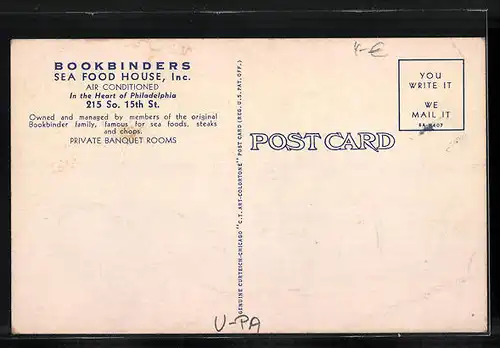 BOOKBINDERS
SEA FOOD HOUSE, Inc.
AIR CONDITIONED
In the Heart of Philadelphia
215 So. 15th St.
Owned and managed by members of the original
Bookbinder family, famous for sea foods, steaks
and chops.
PRIVATE BANQUET ROOMS
GENUINE CURTEICH-CHICAGO "C.T. ART-COLORTONE" POST CARD (REG. U.S. PAT. OFF.)
POST CARD
YOU
WRITE IT
WE
MAIL IT
U-PA